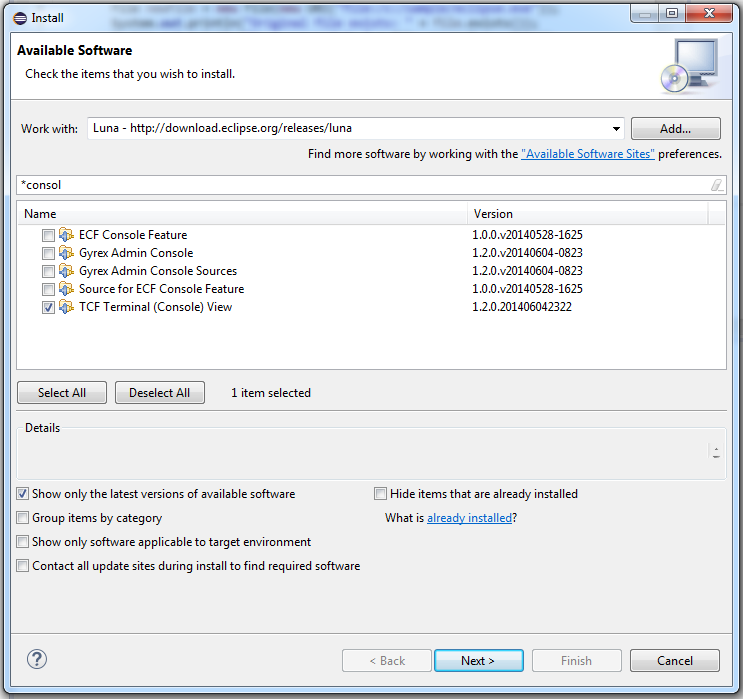 Install
Available Software
Check the items that you wish to install.
Work with: Luna - http://download.eclipse.org/releases/luna Add...
Find more software by working with the "Available Software Sites" preferences.
*consol
Name Version
ECF Console Feature 1.0.0.v20140528-1625
Gyrex Admin Console 1.2.0.v20140604-0823
Gyrex Admin Console Sources 1.2.0.v20140604-0823
Source for ECF Console Feature 1.0.0.v20140528-1625
TCF Terminal (Console) View 1.2.0.201406042322
Select All Deselect All 1 item selected
Details
Show only the latest versions of available software Hide items that are already installed
Group items by category What is already installed?
Show only software applicable to target environment
Contact all update sites during install to find required software
? < Back Next > Finish Cancel